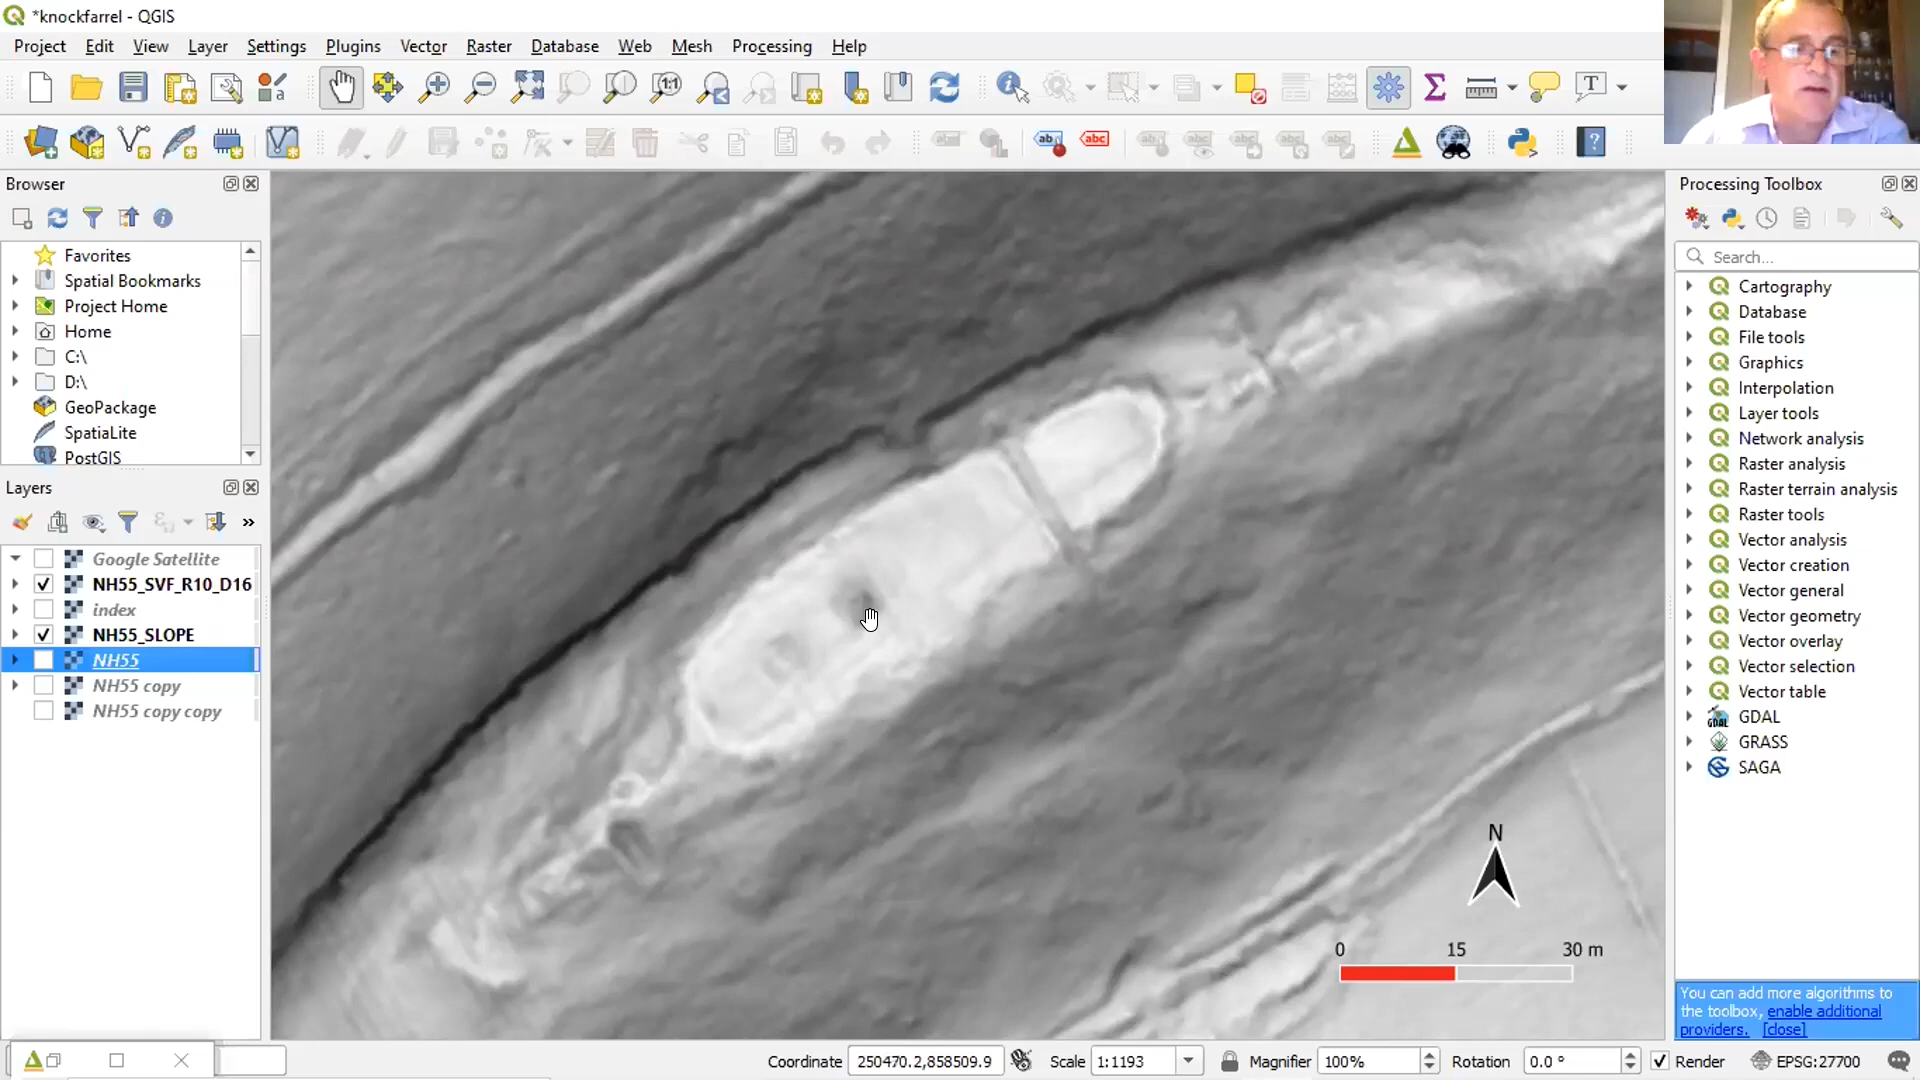 *knockfarrel - QGIS
Project Edit View Layer Settings Plugins Vector Raster Database Web Mesh Processing Help
1:1
T
a
V
ab
abc
?
Browser
Favorites
Spatial Bookmarks
Project Home
Home
C:\
D:\
GeoPackage
SpatiaLite
PostGIS
Layers
»
Google Satellite
NH55_SVF_R10_D16
index
NH55_SLOPE
NH55
NH55 copy
NH55 copy copy
N
0 15 30 m
Processing Toolbox
Search...
Cartography
Database
File tools
Graphics
Interpolation
Layer tools
Network analysis
Raster analysis
Raster terrain analysis
Raster tools
Vector analysis
Vector creation
Vector general
Vector geometry
Vector overlay
Vector selection
Vector table
GDAL
GRASS
SAGA
You can add more algorithms to
the toolbox, enable additional
providers. [close]
Coordinate 250470.2,858509.9 Scale 1:1193 Magnifier 100% Rotation 0.0 ° Render EPSG:27700